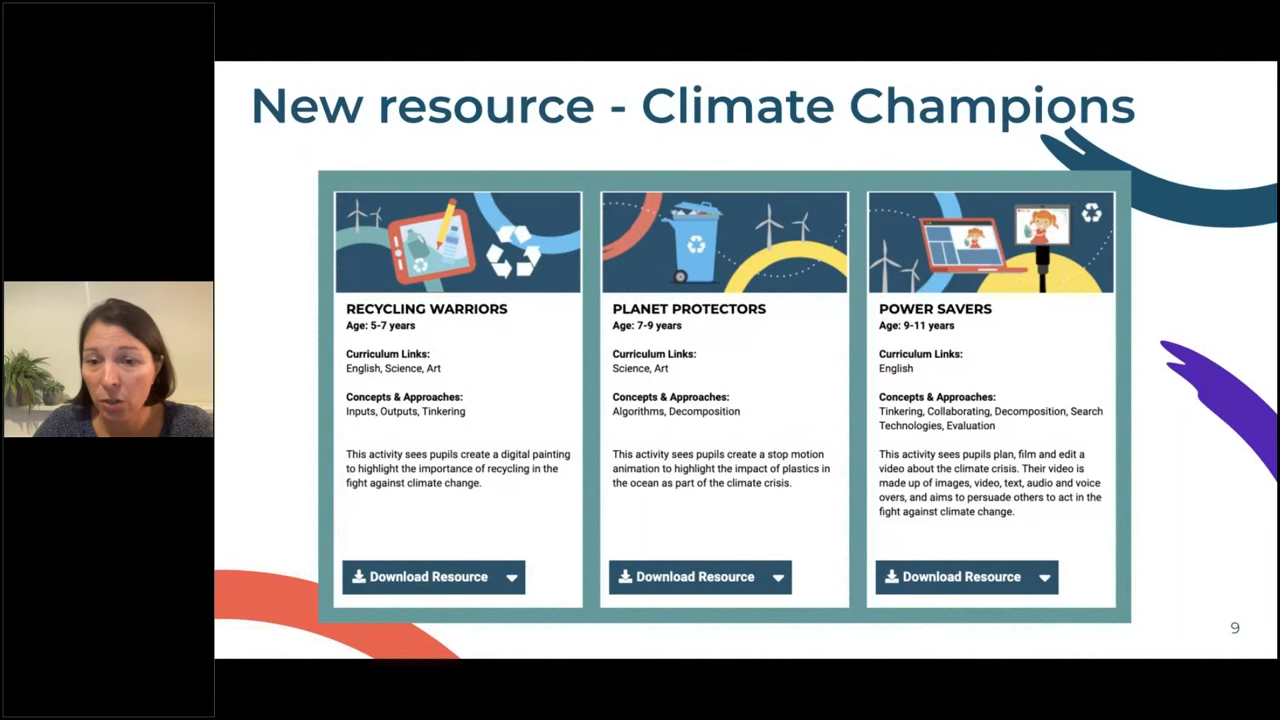 New resource - Climate Champions
RECYCLING WARRIORS
Age: 5-7 years
Curriculum Links:
English, Science, Art
Concepts & Approaches:
Inputs, Outputs, Tinkering
This activity sees pupils create a digital painting
to highlight the importance of recycling in the
fight against climate change.
Download Resource
PLANET PROTECTORS
Age: 7-9 years
Curriculum Links:
Science, Art
Concepts & Approaches:
Algorithms, Decomposition
This activity sees pupils create a stop motion
animation to highlight the impact of plastics in
the ocean as part of the climate crisis.
Download Resource
POWER SAVERS
Age: 9-11 years
Curriculum Links:
English
Concepts & Approaches:
Tinkering, Collaborating, Decomposition, Search
Technologies, Evaluation
This activity sees pupils plan, film and edit a
video about the climate crisis. Their video is
made up of images, video, text, audio and voice
overs, and aims to persuade others to act in the
fight against climate change.
Download Resource
9